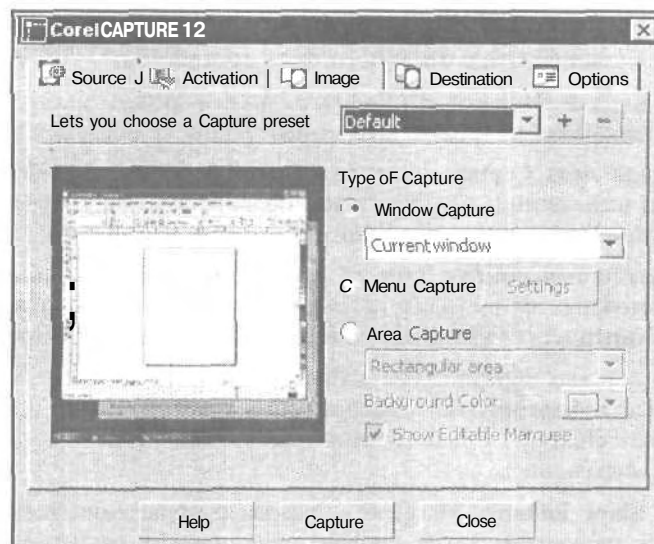 CorelCAPTURE 12
Source J Activation | Image | Destination Options |
Lets you choose a Capture preset Default + -
Type oF Capture
Window Capture
Current window
C Menu Capture Settings
Area Capture
Rectangular area
Background Color
Show Editable Marquee
Help Capture Close